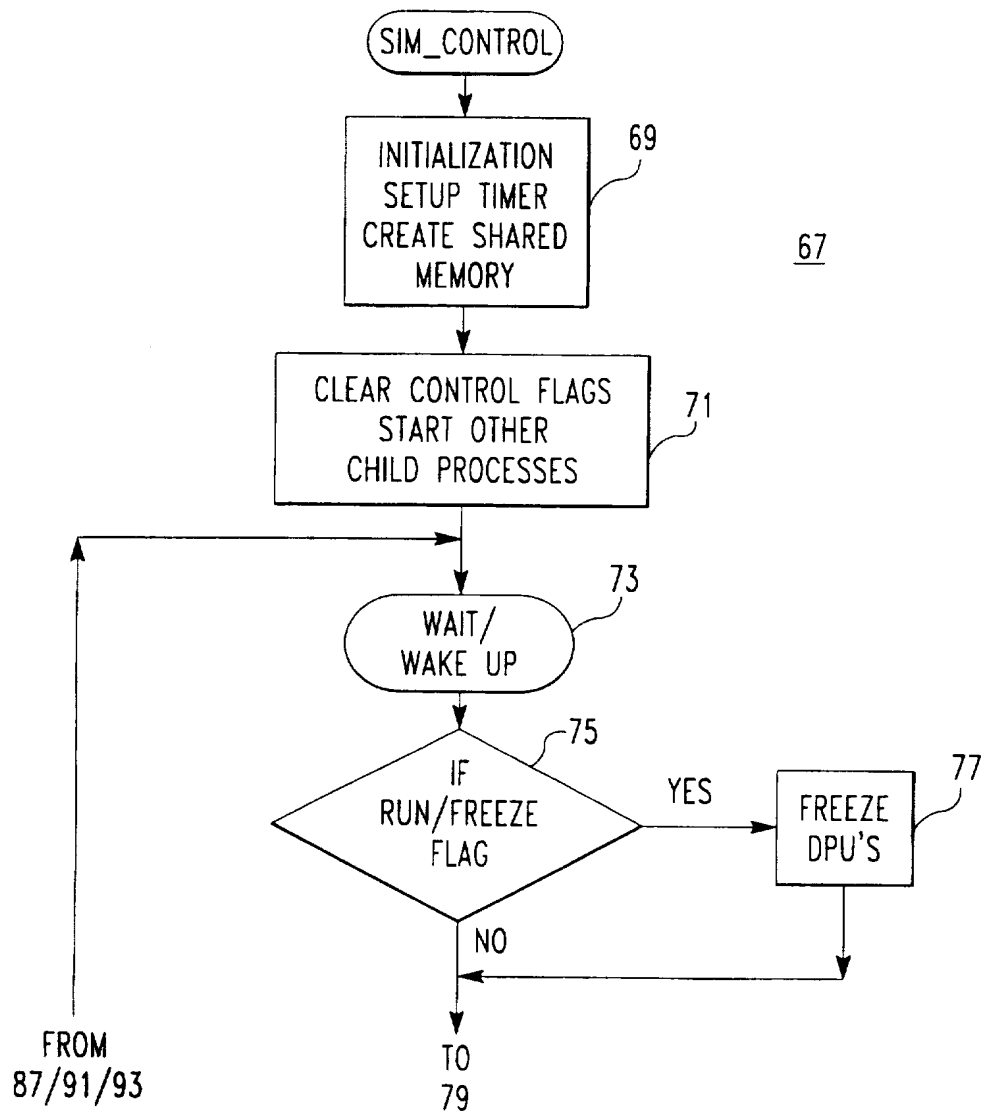 SIM_CONTROL
69
INITIALIZATION
SETUP TIMER
CREATE SHARED
MEMORY
67
CLEAR CONTROL FLAGS
START OTHER
CHILD PROCESSES
71
73
WAIT/
WAKE UP
75
IF
RUN/FREEZE
FLAG
YES
77
FREEZE
DPU'S
NO
FROM
87/91/93
TO
79